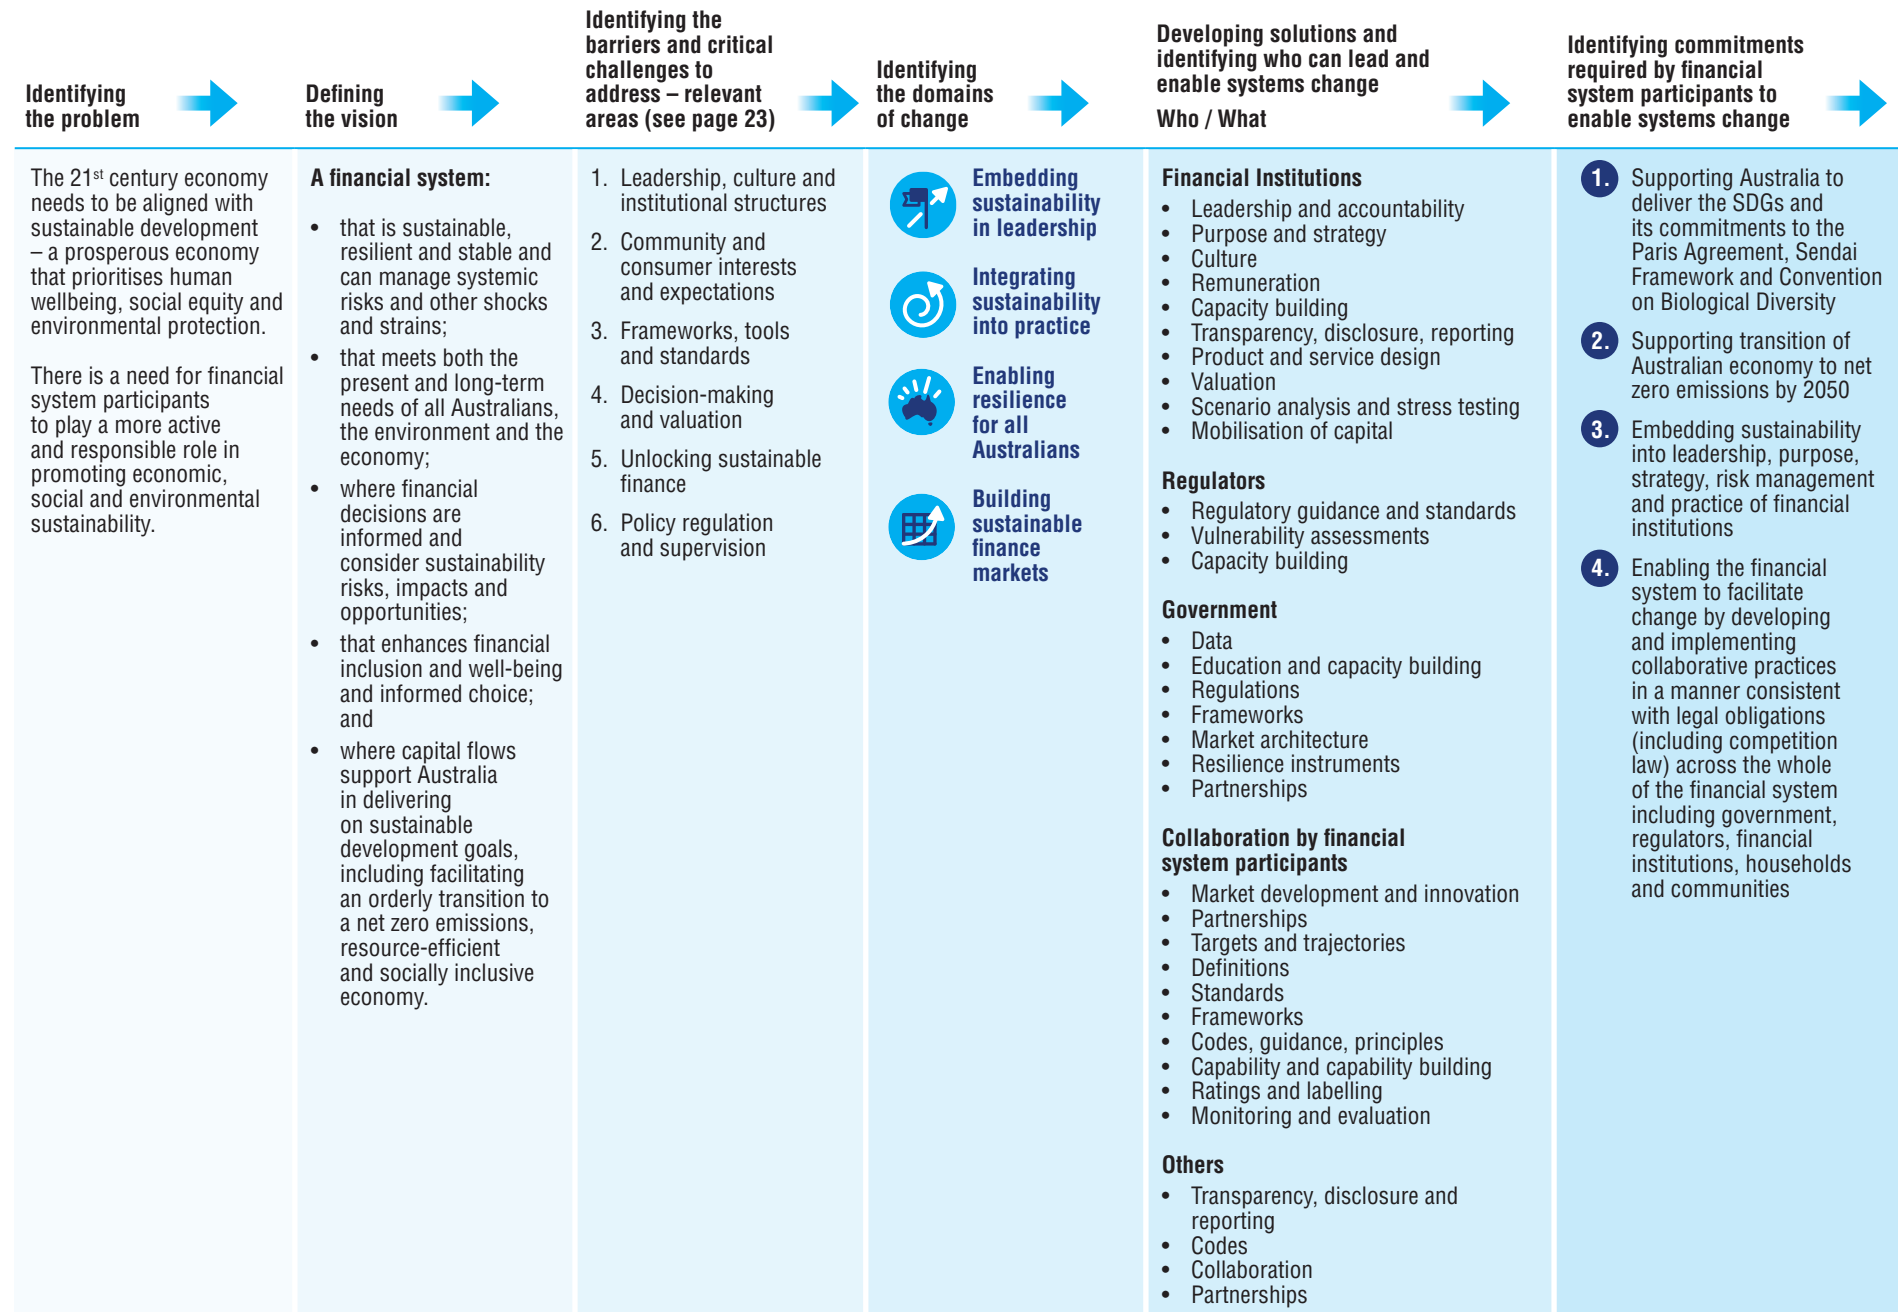 Identifying
the problem
Defining
the vision
Identifying the
barriers and critical
challenges to
address – relevant
areas (see page 23)
Identifying
the domains
of change
Developing solutions and
identifying who can lead and
enable systems change
Who / What
Identifying commitments
required by financial
system participants to
enable systems change
The 21st century economy
needs to be aligned with
sustainable development
– a prosperous economy
that prioritises human
wellbeing, social equity and
environmental protection.
There is a need for financial
system participants
to play a more active
and responsible role in
promoting economic,
social and environmental
sustainability.
A financial system:
• that is sustainable,
resilient and stable and
can manage systemic
risks and other shocks
and strains;
• that meets both the
present and long-term
needs of all Australians,
the environment and the
economy;
• where financial
decisions are
informed and
consider sustainability
risks, impacts and
opportunities;
• that enhances financial
inclusion and well-being
and informed choice;
and
• where capital flows
support Australia
in delivering
on sustainable
development goals,
including facilitating
an orderly transition to
a net zero emissions,
resource-efficient
and socially inclusive
economy.
1. Leadership, culture and
institutional structures
2. Community and
consumer interests
and expectations
3. Frameworks, tools
and standards
4. Decision-making
and valuation
5. Unlocking sustainable
finance
6. Policy regulation
and supervision
Embedding
sustainability
in leadership
Integrating
sustainability
into practice
Enabling
resilience
for all
Australians
Building
sustainable
finance
markets
Financial Institutions
• Leadership and accountability
• Purpose and strategy
• Culture
• Remuneration
• Capacity building
• Transparency, disclosure, reporting
• Product and service design
• Valuation
• Scenario analysis and stress testing
• Mobilisation of capital
Regulators
• Regulatory guidance and standards
• Vulnerability assessments
• Capacity building
Government
• Data
• Education and capacity building
• Regulations
• Frameworks
• Market architecture
• Resilience instruments
• Partnerships
Collaboration by financial
system participants
• Market development and innovation
• Partnerships
• Targets and trajectories
• Definitions
• Standards
• Frameworks
• Codes, guidance, principles
• Capability and capability building
• Ratings and labelling
• Monitoring and evaluation
Others
• Transparency, disclosure and
reporting
• Codes
• Collaboration
• Partnerships
1. Supporting Australia to
deliver the SDGs and
its commitments to the
Paris Agreement, Sendai
Framework and Convention
on Biological Diversity
2. Supporting transition of
Australian economy to net
zero emissions by 2050
3. Embedding sustainability
into leadership, purpose,
strategy, risk management
and practice of financial
institutions
4. Enabling the financial
system to facilitate
change by developing
and implementing
collaborative practices
in a manner consistent
with legal obligations
(including competition
law) across the whole
of the financial system
including government,
regulators, financial
institutions, households
and communities